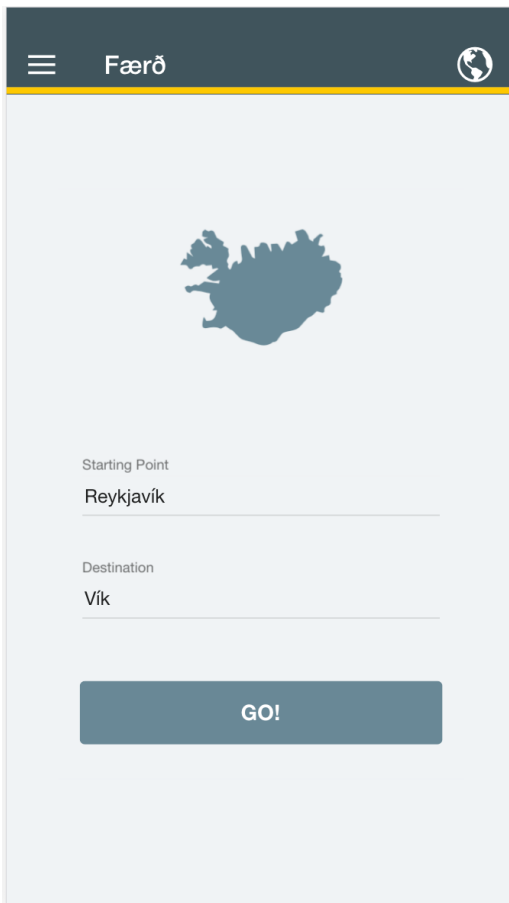 Færð
Starting Point
Reykjavík
Destination
Vík
GO!